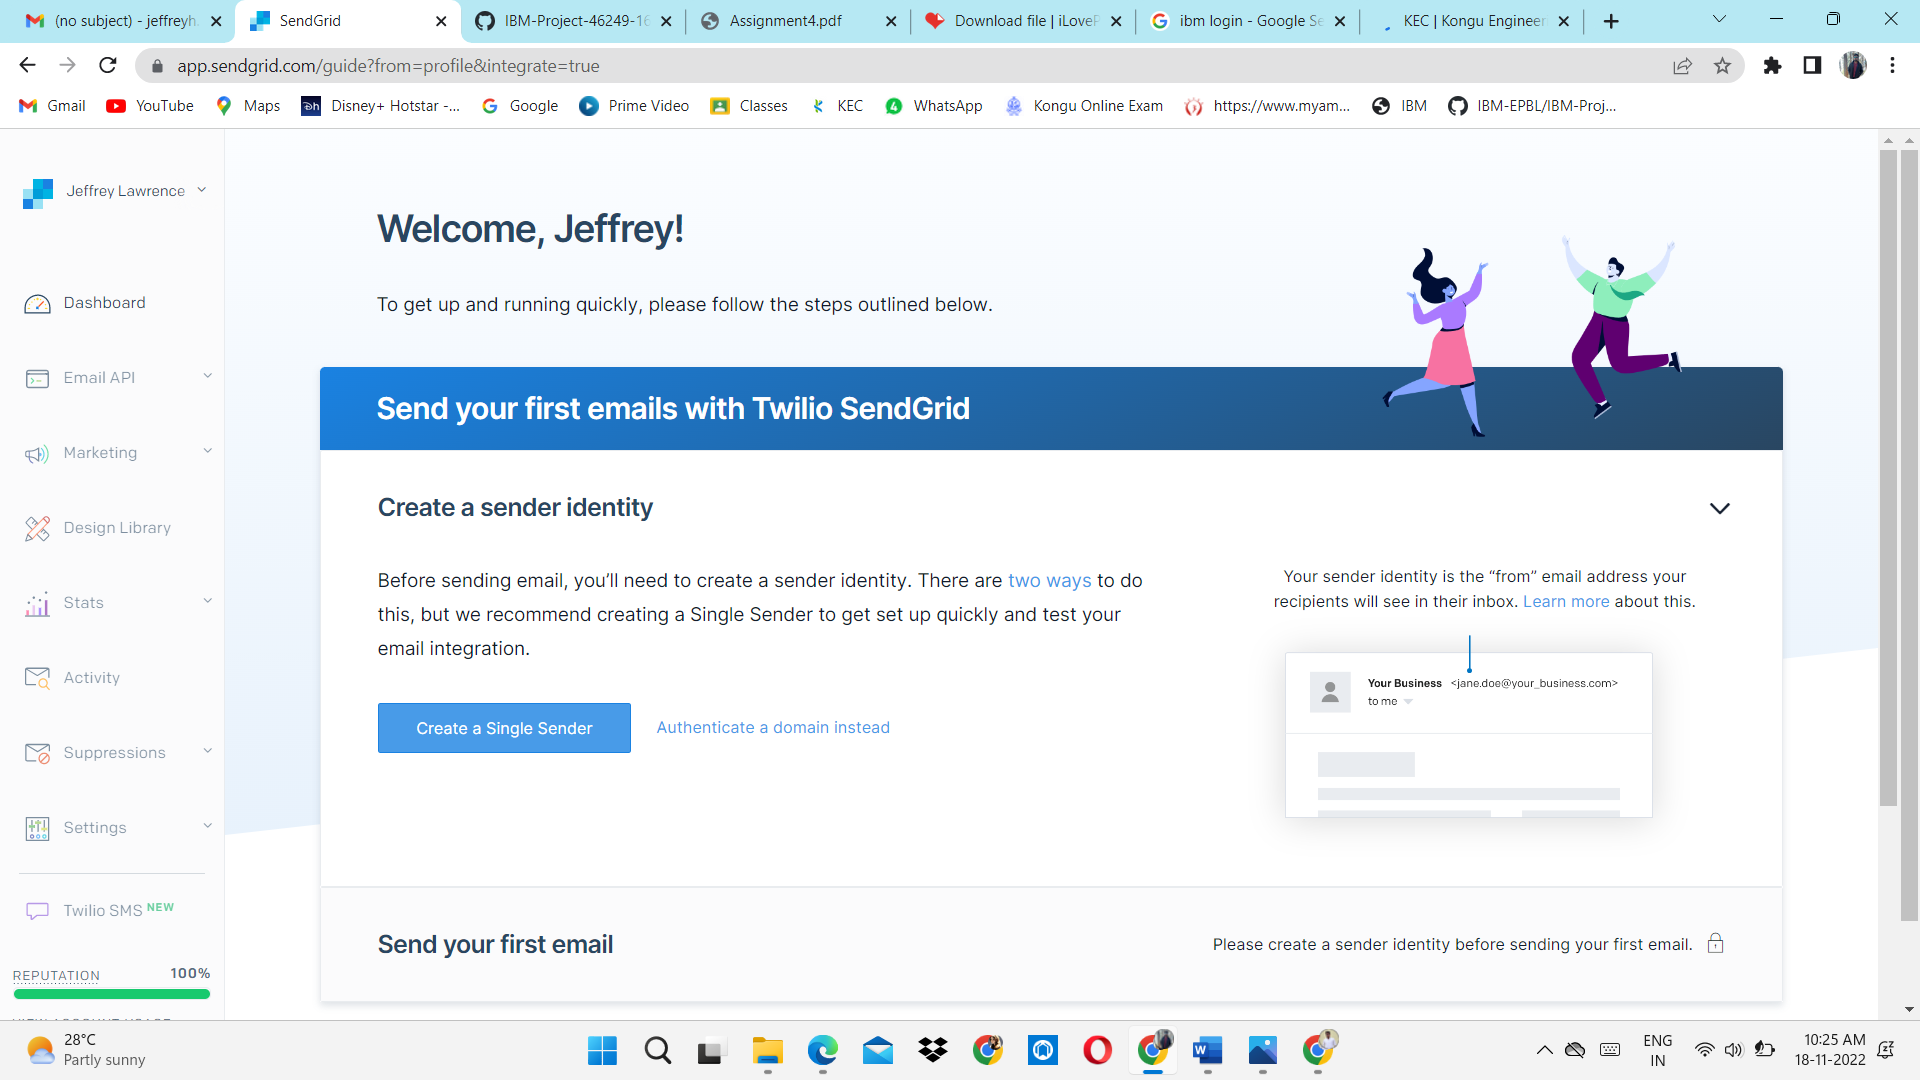 (no subject) - jeffreyh.
SendGrid
IBM-Project-46249-16
Assignment4.pdf
Download file | iLoveP
ibm login - Google Se
KEC | Kongu Engineer
app.sendgrid.com/guide?from=profile&integrate=true
Gmail
YouTube
Maps
Disney+ Hotstar -...
Google
Prime Video
Classes
KEC
WhatsApp
Kongu Online Exam
https://www.myam...
IBM
IBM-EPBL/IBM-Proj...
Jeffrey Lawrence
Dashboard
Email API
Marketing
Design Library
Stats
Activity
Suppressions
Settings
Twilio SMS NEW
REPUTATION 100%
Welcome, Jeffrey!
To get up and running quickly, please follow the steps outlined below.
Send your first emails with Twilio SendGrid
Create a sender identity
Before sending email, you’ll need to create a sender identity. There are two ways to do
this, but we recommend creating a Single Sender to get set up quickly and test your
email integration.
Create a Single Sender
Authenticate a domain instead
Your sender identity is the “from” email address your
recipients will see in their inbox. Learn more about this.
Your Business <jane.doe@your_business.com>
to me
Send your first email
Please create a sender identity before sending your first email.
28°C
Partly sunny
ENG
IN
10:25 AM
18-11-2022